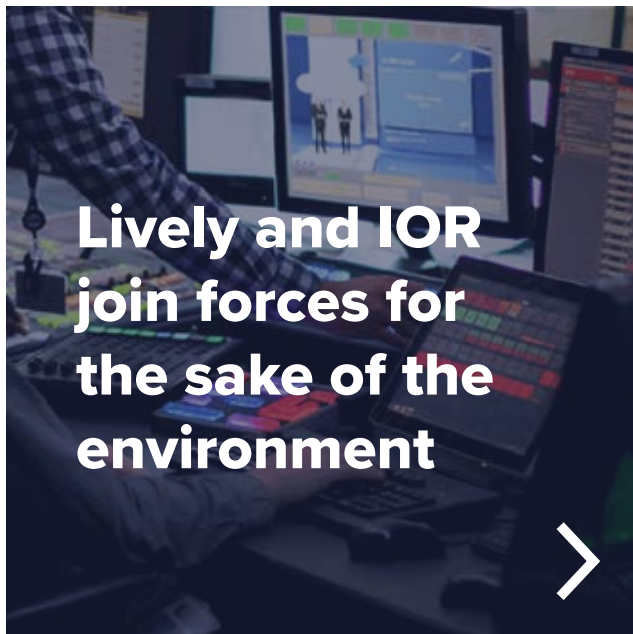 Lively and IOR
join forces for
the sake of the
environment